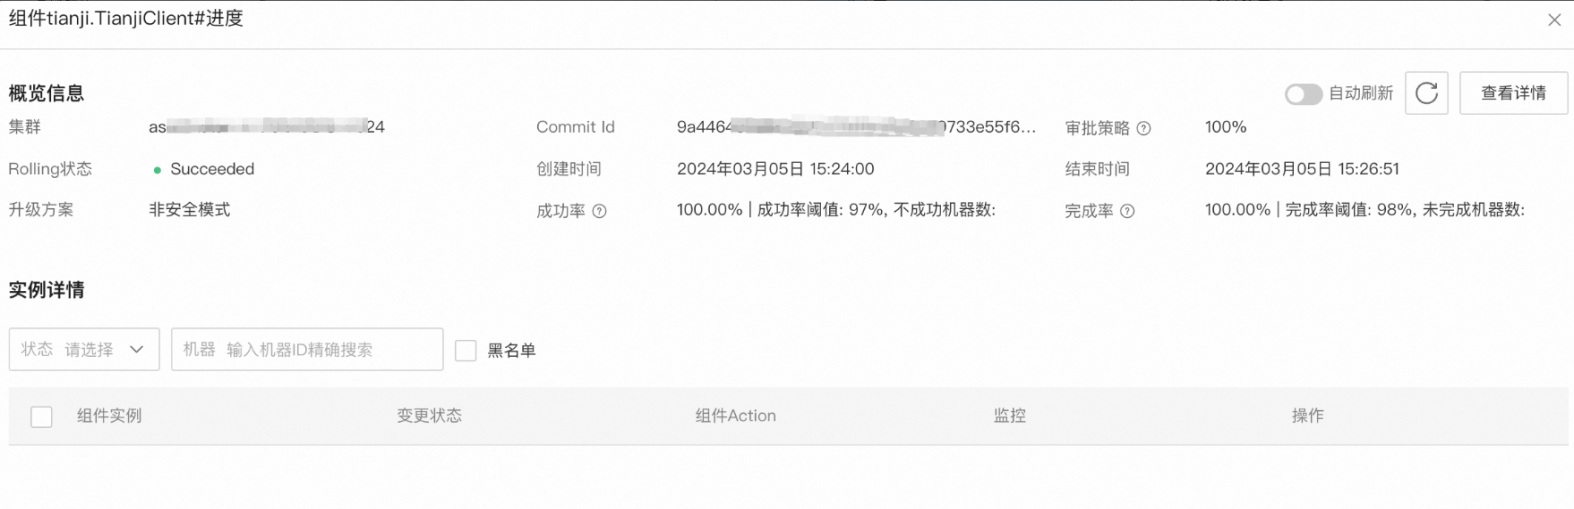 组件tianji.TianjiClient#进度
概览信息 自动刷新 查看详情
集群 as 24 Commit Id 9a446 9733e55f6... 审批策略 100%
Rolling状态 Succeeded 创建时间 2024年03月05日 15:24:00 结束时间 2024年03月05日 15:26:51
升级方案 非安全模式 成功率 100.00% | 成功率阈值: 97%, 不成功机器数: 完成率 100.00% | 完成率阈值: 98%, 未完成机器数:
实例详情
状态 请选择 机器 输入机器ID精确搜索 黑名单
组件实例 变更状态 组件Action 监控 操作